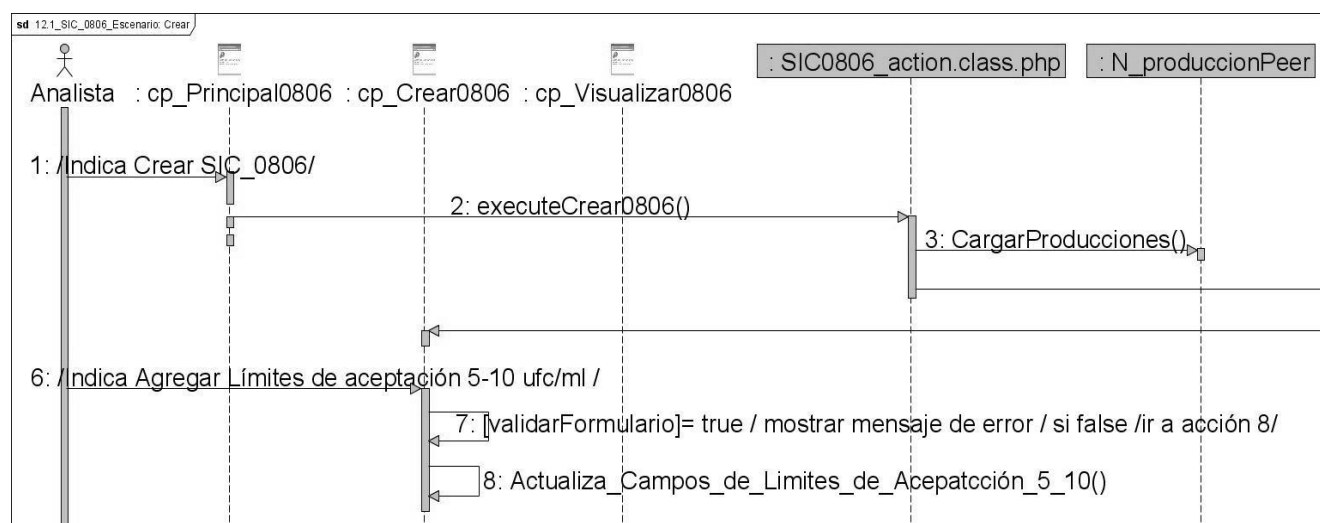 sd 12.1_SIC_0806_Escenario: Crear
Analista : cp_Principal0806 : cp_Crear0806 : cp_Visualizar0806 : SIC0806_action.class.php : N_produccionPeer
1: /Indica Crear SIC_0806/
2: executeCrear0806()
3: CargarProducciones()
6: /Indica Agregar Límites de aceptación 5-10 ufc/ml /
7: [validarFormulario]= true / mostrar mensaje de error / si false /ir a acción 8/
8: Actualiza_Campos_de_Limites_de_Acepatcción_5_10()